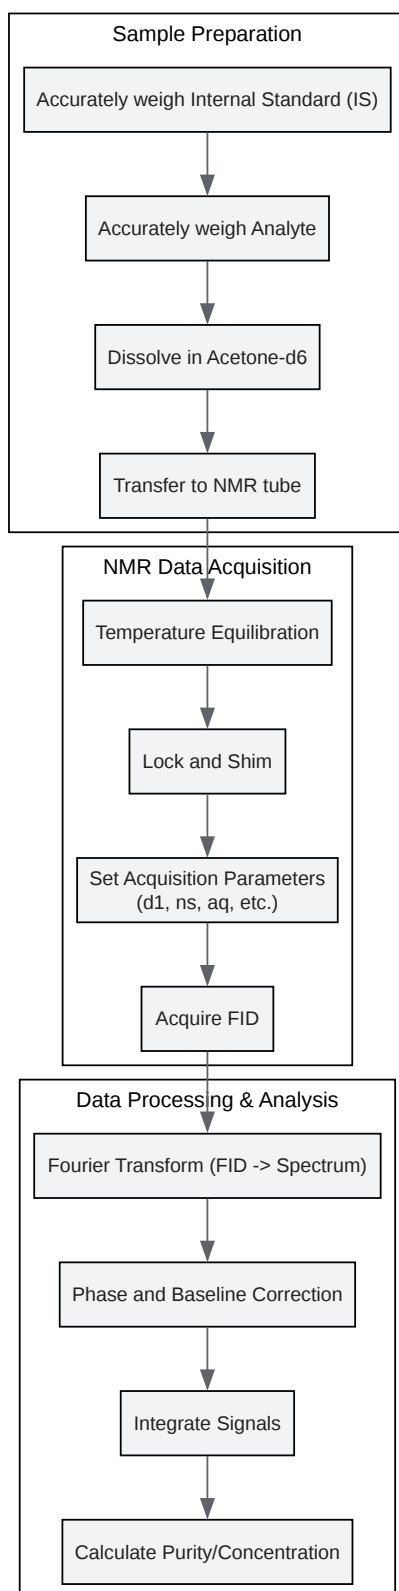 Sample Preparation
Accurately weigh Internal Standard (IS)
Accurately weigh Analyte
Dissolve in Acetone-d6
Transfer to NMR tube
NMR Data Acquisition
Temperature Equilibration
Lock and Shim
Set Acquisition Parameters
(d1, ns, aq, etc.)
Acquire FID
Data Processing & Analysis
Fourier Transform (FID -> Spectrum)
Phase and Baseline Correction
Integrate Signals
Calculate Purity/Concentration